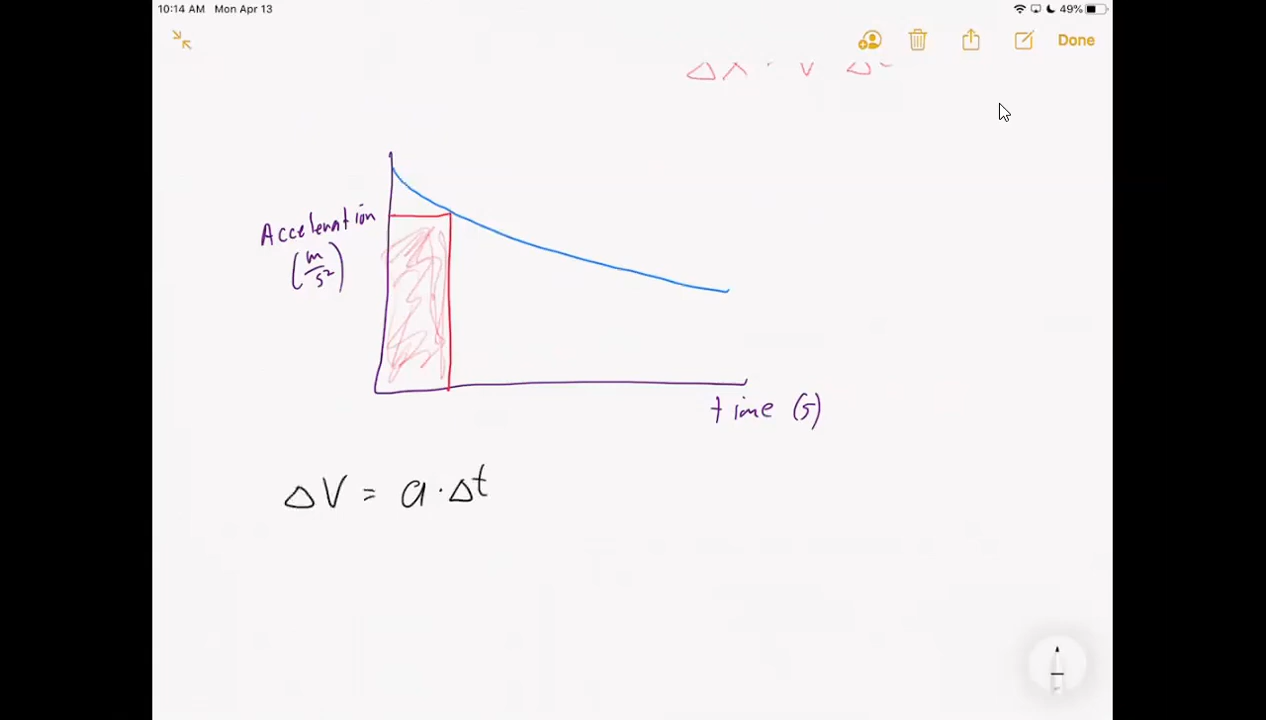 10:14 AM Mon Apr 13
49%
Done
Acceleration
(m/s²)
time (s)
ΔV = a·Δt